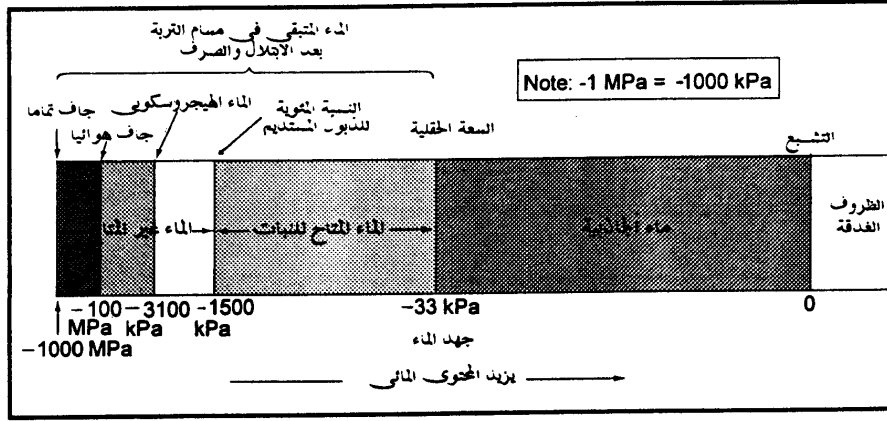 الماء المتبقي في مسام التربة
بعد الابتلال والصرف
Note: -1 MPa = -1000 kPa
جاف تماما
جاف هوائيا
الماء الهيجروسكوبي
النسبة المئوية
للذبول المستديم
السعة الحقلية
التشبع
الماء غير المتا
الماء المتاح للنبات
ماء الجاذبية
الظروف
الغدقة
−1000 MPa
−100 MPa
−3100 kPa
−1500 kPa
−33 kPa
0
جهد الماء
يزيد المحتوى المائي